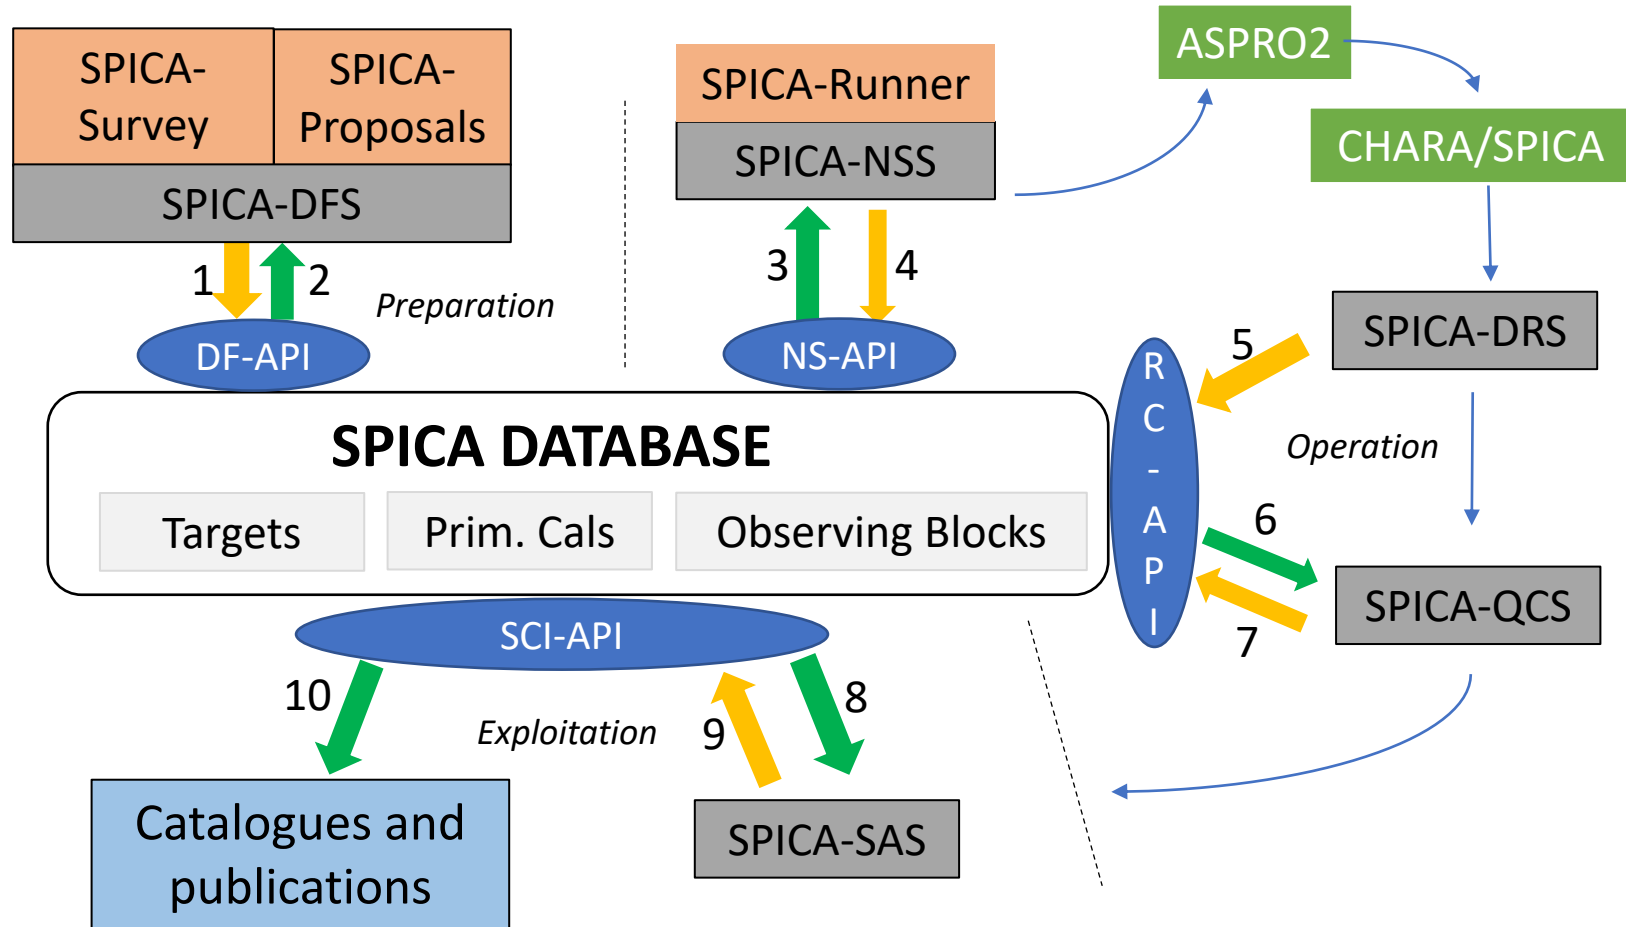 SPICA-
Survey
SPICA-
Proposals
SPICA-DFS
1
2
Preparation
DF-API
SPICA-Runner
SPICA-NSS
3
4
NS-API
ASPRO2
CHARA/SPICA
SPICA-DRS
5
R
C
-
A
P
I
Operation
6
7
SPICA-QCS
SPICA DATABASE
Targets
Prim. Cals
Observing Blocks
SCI-API
10
Exploitation
9
8
Catalogues and
publications
SPICA-SAS